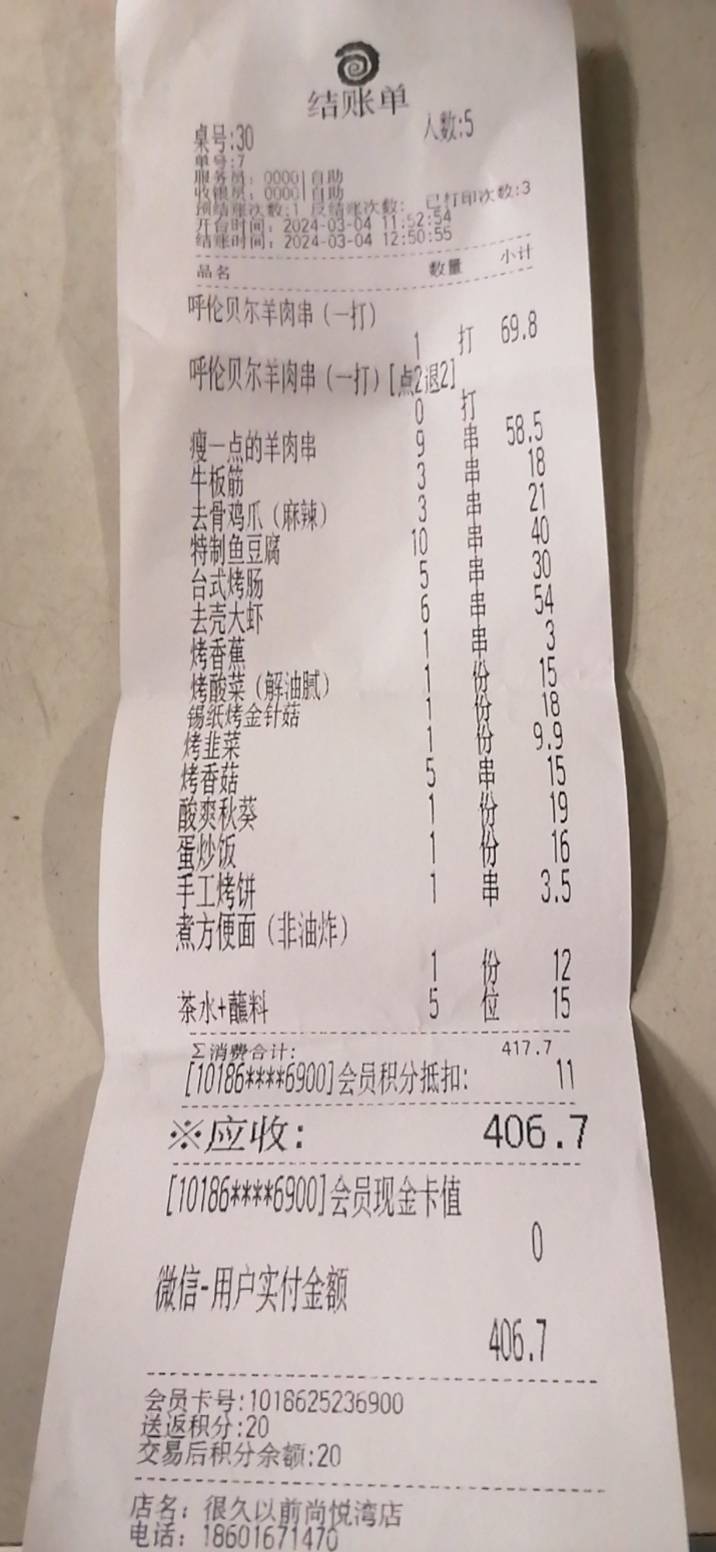 结账单
桌号:30 人数:5
单号:7
服务员: 0000|自助
收银员: 0000|自助
预结账次数:1 反结账次数: 已打印次数:3
开台时间: 2024-03-04 11:52:54
结账时间: 2024-03-04 12:50:55
品名 数量 小计
呼伦贝尔羊肉串(一打)
1 打 69.8
呼伦贝尔羊肉串(一打)[点2退2]
0 打
瘦一点的羊肉串 9 串 58.5
牛板筋 3 串 18
去骨鸡爪(麻辣) 3 串 21
特制鱼豆腐 10 串 40
台式烤肠 5 串 30
去壳大虾 6 串 54
烤香蕉 1 串 3
烤酸菜(解油腻) 1 份 15
锡纸烤金针菇 1 份 18
烤韭菜 1 份 9.9
烤香菇 5 串 15
酸爽秋葵 1 份 19
蛋炒饭 1 份 16
手工烤饼 1 串 3.5
煮方便面(非油炸)
1 份 12
茶水+蘸料 5 位 15
Σ消费合计: 417.7
[10186****6900]会员积分抵扣: 11
※应收: 406.7
[10186****6900]会员现金卡值
0
微信-用户实付金额
406.7
会员卡号:1018625236900
送返积分:20
交易后积分余额:20
店名: 很久以前尚悦湾店
电话: 18601671470